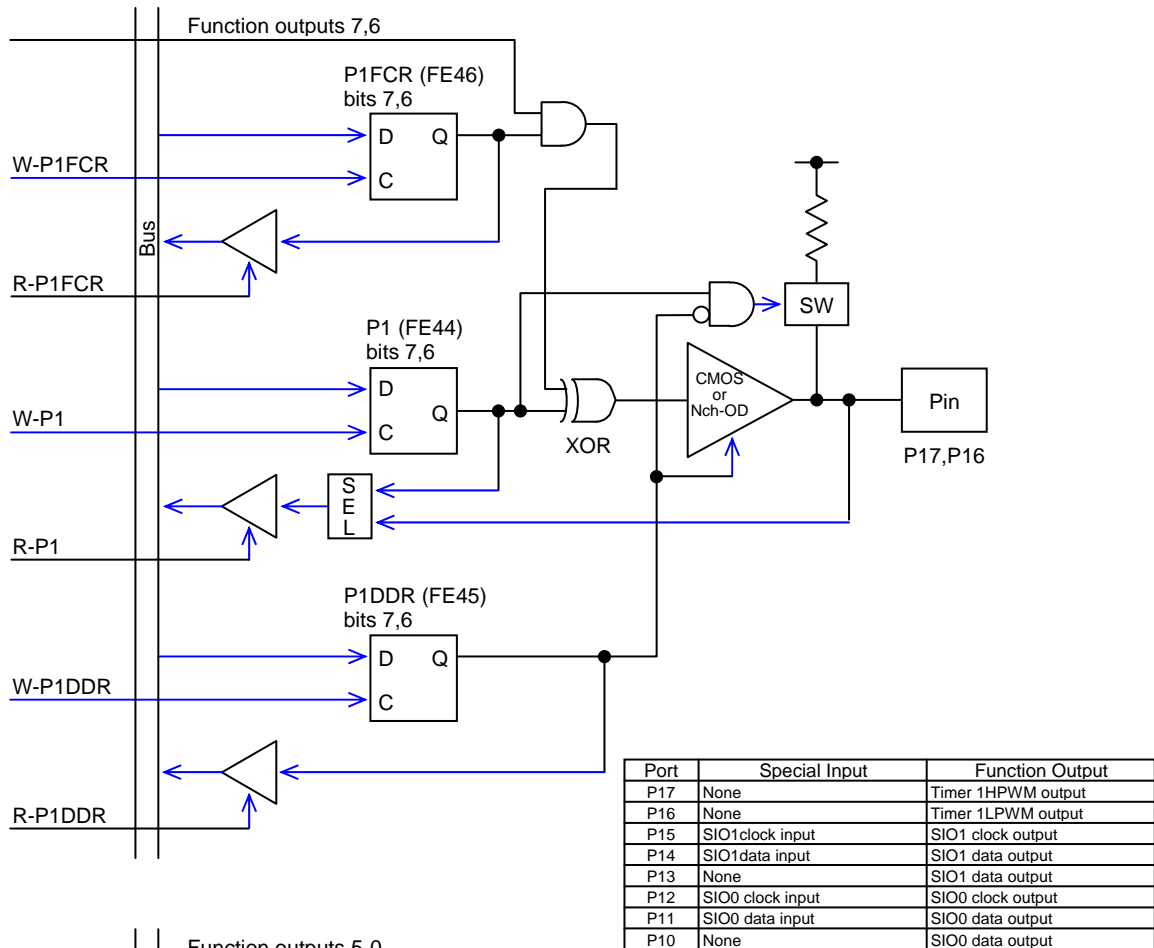 Function outputs 7,6
P1FCR (FE46)
bits 7,6
D Q
W-P1FCR
C
Bus
R-P1FCR
SW
P1 (FE44)
bits 7,6
D
CMOS
or
Nch-OD
Q
Pin
W-P1
C
XOR
P17,P16
S
E
L
R-P1
P1DDR (FE45)
bits 7,6
D Q
W-P1DDR
C
R-P1DDR
Port Special Input Function Output
P17 None Timer 1HPWM output
P16 None Timer 1LPWM output
P15 SIO1clock input SIO1 clock output
P14 SIO1data input SIO1 data output
P13 None SIO1 data output
P12 SIO0 clock input SIO0 clock output
P11 SIO0 data input SIO0 data output
P10 None SIO0 data output
Function outputs 5-0